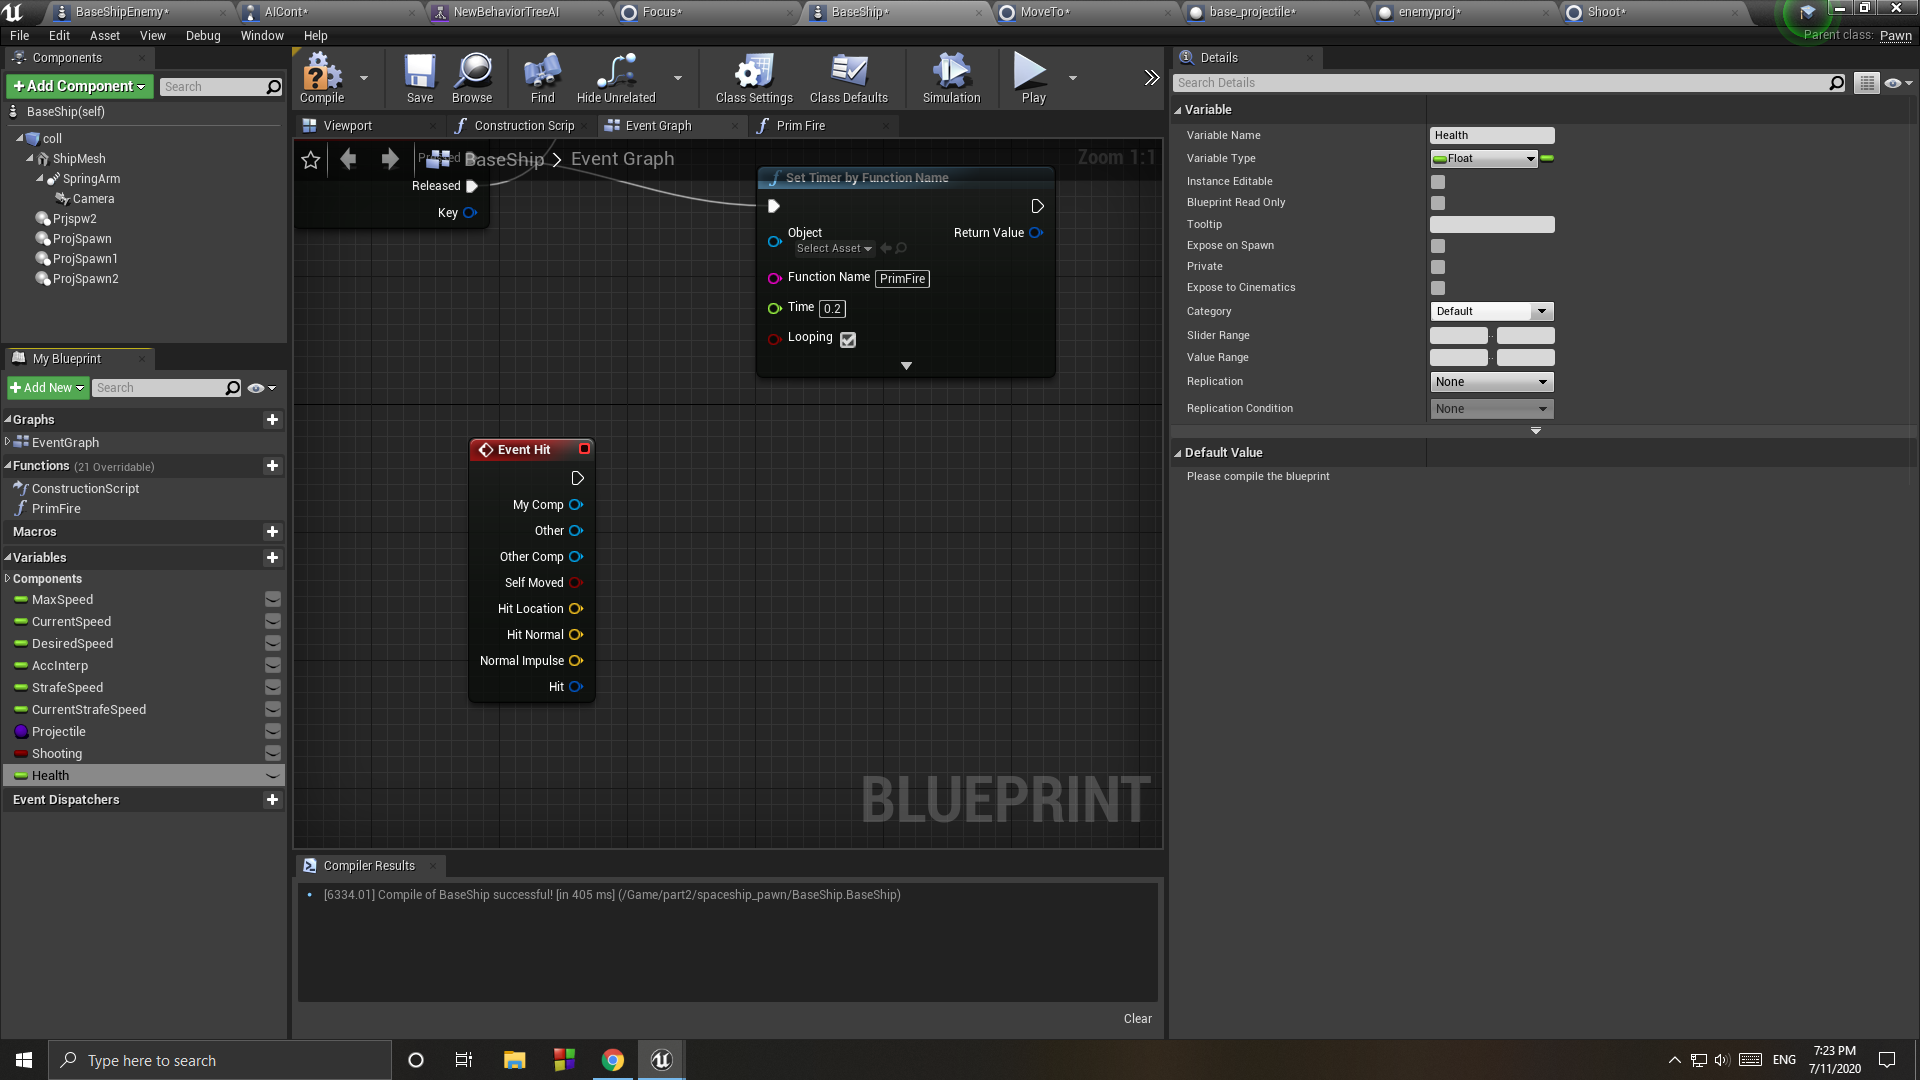 BaseShipEnemy*
AICont*
NewBehaviorTreeAI
Focus*
BaseShip*
MoveTo*
base_projectile*
enemyproj*
Shoot*
File Edit Asset View Debug Window Help
Parent class: Pawn
Components
+Add Component
Search
BaseShip(self)
coll
ShipMesh
SpringArm
Camera
Prjspw2
ProjSpawn
ProjSpawn1
ProjSpawn2
Compile
Save
Browse
Find
Hide Unrelated
Class Settings
Class Defaults
Simulation
Play
Viewport
Construction Scrip
Event Graph
Prim Fire
BaseShip > Event Graph
Zoom 1:1
Pressed
Released
Key
Set Timer by Function Name
Object
Select Asset
Return Value
Function Name PrimFire
Time 0.2
Looping
Event Hit
My Comp
Other
Other Comp
Self Moved
Hit Location
Hit Normal
Normal Impulse
Hit
BLUEPRINT
My Blueprint
+Add New
Search
Graphs
EventGraph
Functions (21 Overridable)
ConstructionScript
PrimFire
Macros
Variables
Components
MaxSpeed
CurrentSpeed
DesiredSpeed
AccInterp
StrafeSpeed
CurrentStrafeSpeed
Projectile
Shooting
Health
Event Dispatchers
Compiler Results
[6334.01] Compile of BaseShip successful! [in 405 ms] (/Game/part2/spaceship_pawn/BaseShip.BaseShip)
Clear
Details
Search Details
Variable
Variable Name Health
Variable Type Float
Instance Editable
Blueprint Read Only
Tooltip
Expose on Spawn
Private
Expose to Cinematics
Category Default
Slider Range
Value Range
Replication None
Replication Condition None
Default Value
Please compile the blueprint
Type here to search
ENG
7:23 PM
7/11/2020